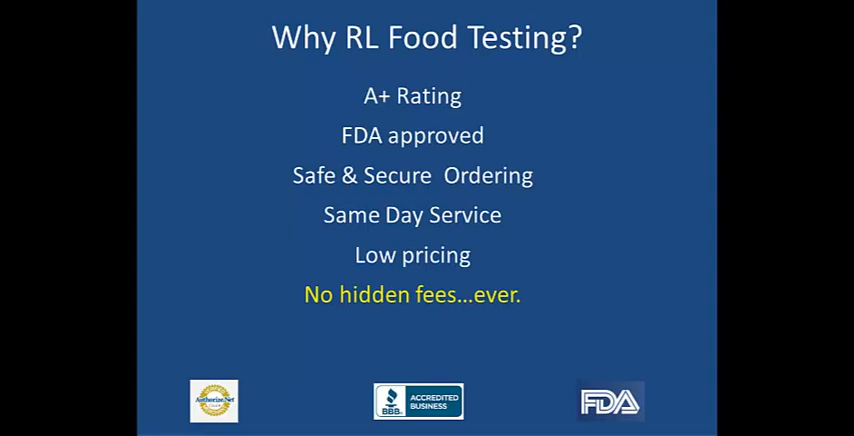 Why RL Food Testing?
A+ Rating
FDA approved
Safe & Secure Ordering
Same Day Service
Low pricing
No hidden fees...ever.
Authorize.Net
BBB.
ACCREDITED
BUSINESS
FDA